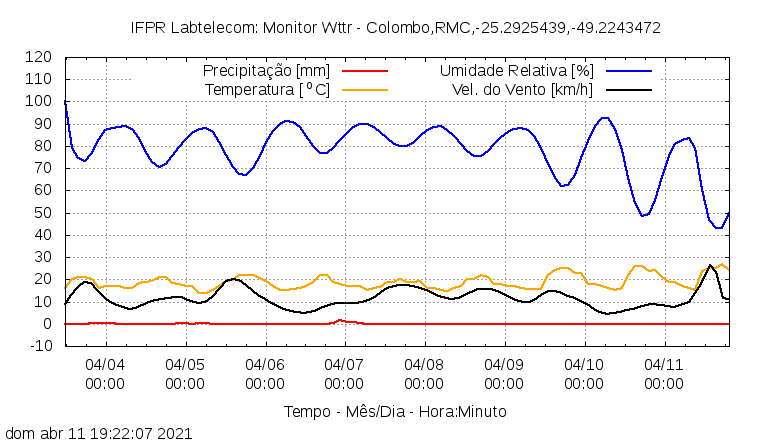 IFPR Labtelecom: Monitor Wttr - Colombo,RMC,-25.2925439,-49.2243472
Precipitação [mm]
Umidade Relativa [%]
Temperatura [⁰C]
Vel. do Vento [km/h]
120
110
100
90
80
70
60
50
40
30
20
10
0
-10
04/04 04/05 04/06 04/07 04/08 04/09 04/10 04/11
00:00 00:00 00:00 00:00 00:00 00:00 00:00 00:00
Tempo - Mês/Dia - Hora:Minuto
dom abr 11 19:22:07 2021